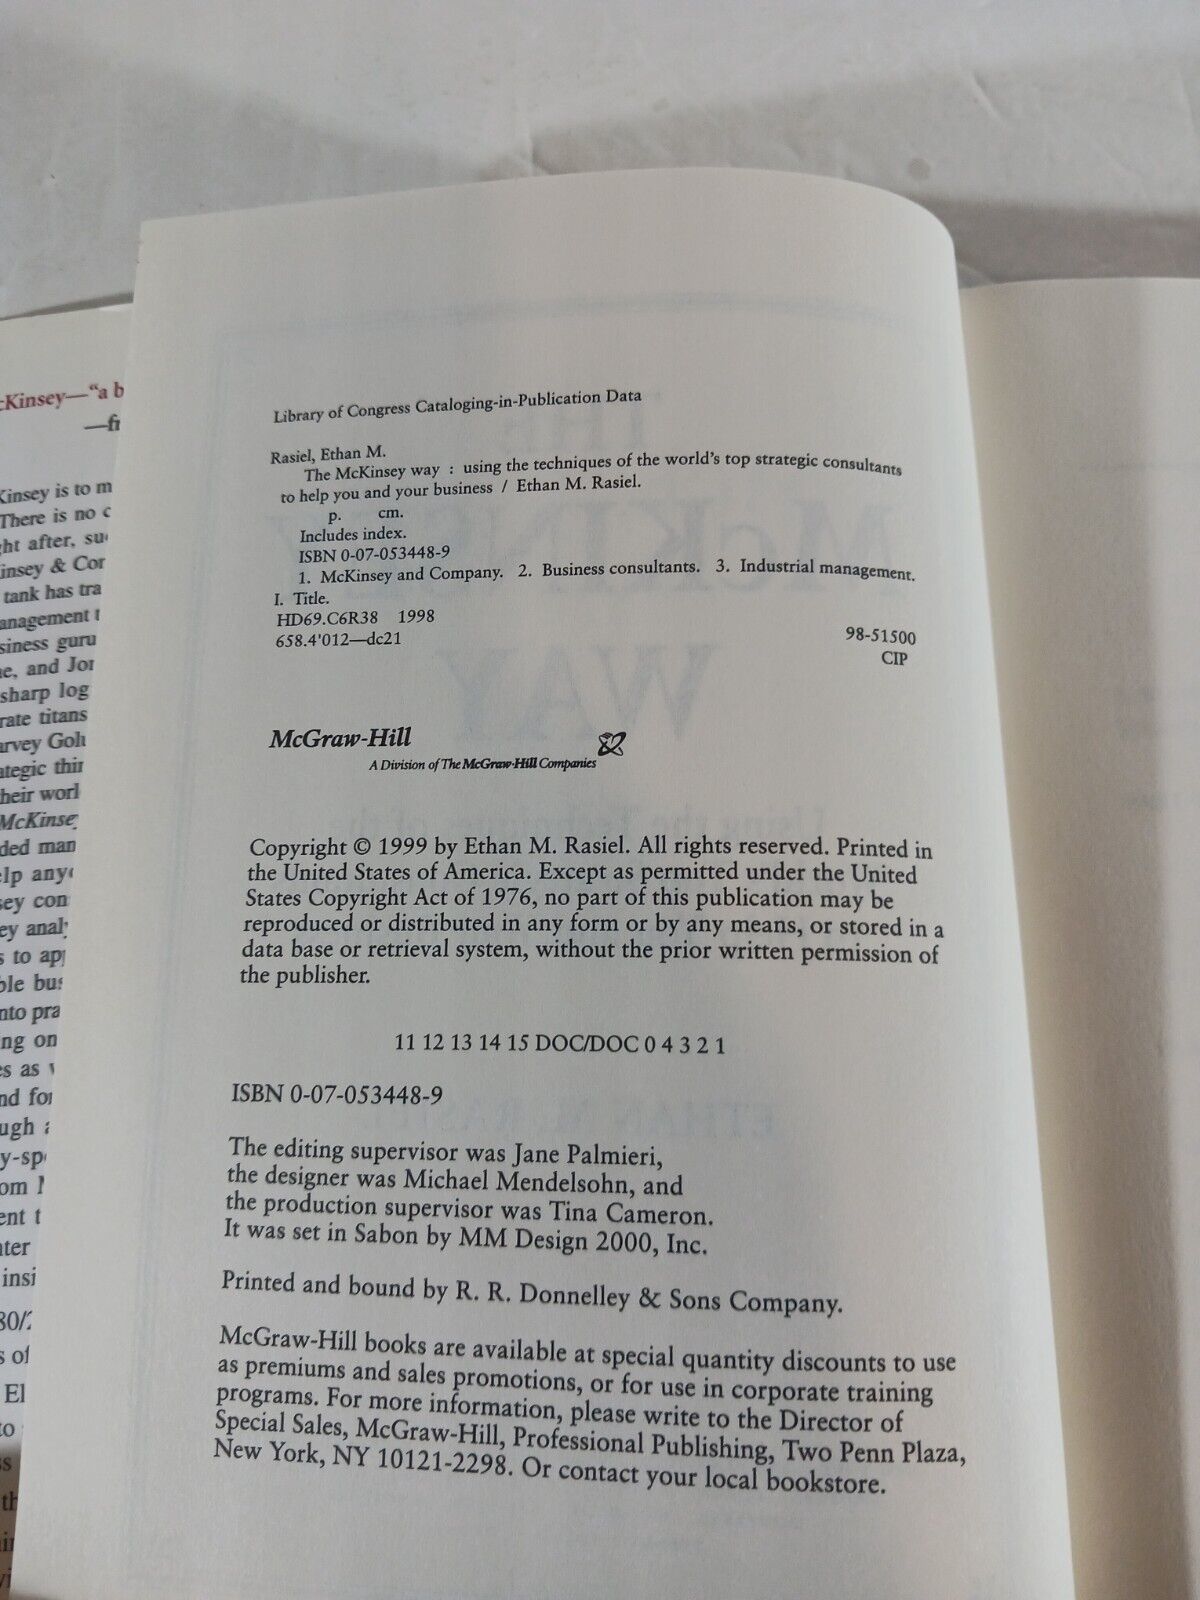 Library of Congress Cataloging-in-Publication Data
Rasiel, Ethan M.
The McKinsey way : using the techniques of the world's top strategic consultants
to help you and your business / Ethan M. Rasiel.
p. cm.
Includes index.
ISBN 0-07-053448-9
1. McKinsey and Company. 2. Business consultants. 3. Industrial management.
I. Title.
HD69.C6R38 1998
658.4'012—dc21
98-51500
CIP
McGraw-Hill
A Division of The McGraw-Hill Companies
Copyright © 1999 by Ethan M. Rasiel. All rights reserved. Printed in
the United States of America. Except as permitted under the United
States Copyright Act of 1976, no part of this publication may be
reproduced or distributed in any form or by any means, or stored in a
data base or retrieval system, without the prior written permission of
the publisher.
11 12 13 14 15 DOC/DOC 0 4 3 2 1
ISBN 0-07-053448-9
The editing supervisor was Jane Palmieri,
the designer was Michael Mendelsohn, and
the production supervisor was Tina Cameron.
It was set in Sabon by MM Design 2000, Inc.
Printed and bound by R. R. Donnelley & Sons Company.
McGraw-Hill books are available at special quantity discounts to use
as premiums and sales promotions, or for use in corporate training
programs. For more information, please write to the Director of
Special Sales, McGraw-Hill, Professional Publishing, Two Penn Plaza,
New York, NY 10121-2298. Or contact your local bookstore.